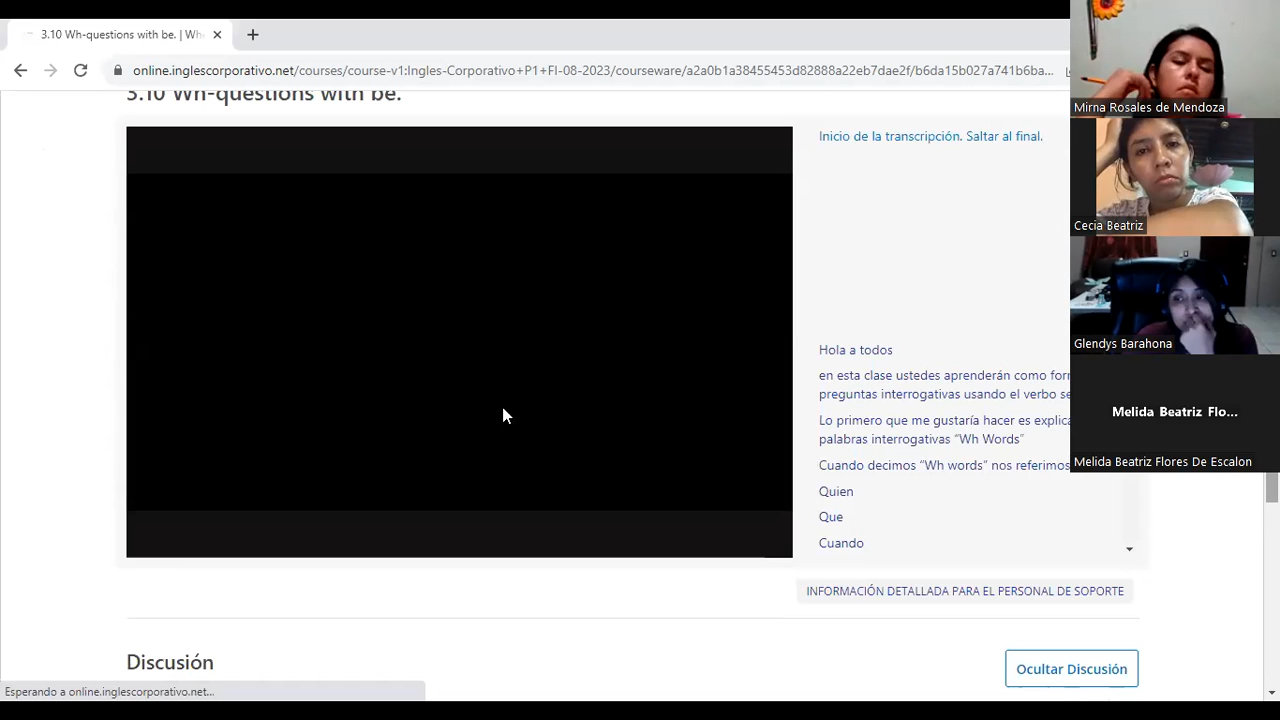 3.10 Wh-questions with be. | Wh
online.inglescorporativo.net/courses/course-v1:Ingles-Corporativo+P1+FI-08-2023/courseware/a2a0b1a38455453d82888a22eb7dae2f/b6da15b027a741b6ba...
3.10 Wh-questions with be.
Inicio de la transcripción. Saltar al final.
Hola a todos
en esta clase ustedes aprenderán como for
preguntas interrogativas usando el verbo se
Lo primero que me gustaría hacer es explica
palabras interrogativas “Wh Words”
Cuando decimos “Wh words” nos referimos
Quien
Que
Cuando
INFORMACIÓN DETALLADA PARA EL PERSONAL DE SOPORTE
Discusión
Ocultar Discusión
Esperando a online.inglescorporativo.net...
Mirna Rosales de Mendoza
Cecia Beatriz
Glendys Barahona
Melida Beatriz Flo...
Melida Beatriz Flores De Escalon